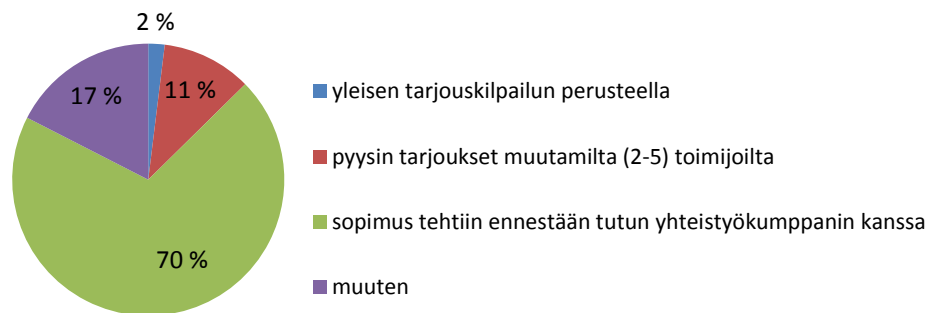 2 %
11 %
17 %
70 %
yleisen tarjouskilpailun perusteella
pyysin tarjoukset muutamilta (2-5) toimijoilta
sopimus tehtiin ennestään tutun yhteistyökumppanin kanssa
muuten